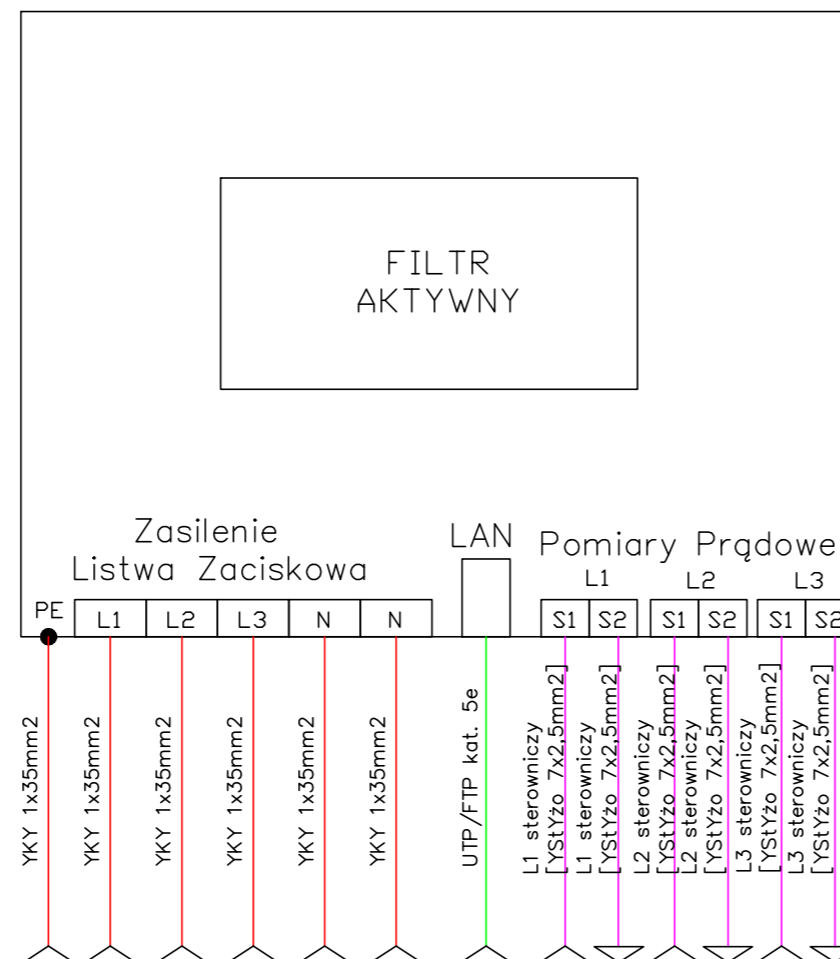 FILTR
AKTYWNY
Zasilenie
Listwa Zaciskowa
LAN
Pomiary Prądowe
L1
L2
L3
PE
L1
L2
L3
N
N
S1
S2
S1
S2
S1
S2
YKY 1x35mm2
YKY 1x35mm2
YKY 1x35mm2
YKY 1x35mm2
YKY 1x35mm2
YKY 1x35mm2
UTP/FTP kat. 5e
L1 sterowniczy
[YStYżo 7x2,5mm2]
L1 sterowniczy
[YStYżo 7x2,5mm2]
L2 sterowniczy
[YStYżo 7x2,5mm2]
L2 sterowniczy
[YStYżo 7x2,5mm2]
L3 sterowniczy
[YStYżo 7x2,5mm2]
L3 sterowniczy
[YStYżo 7x2,5mm2]